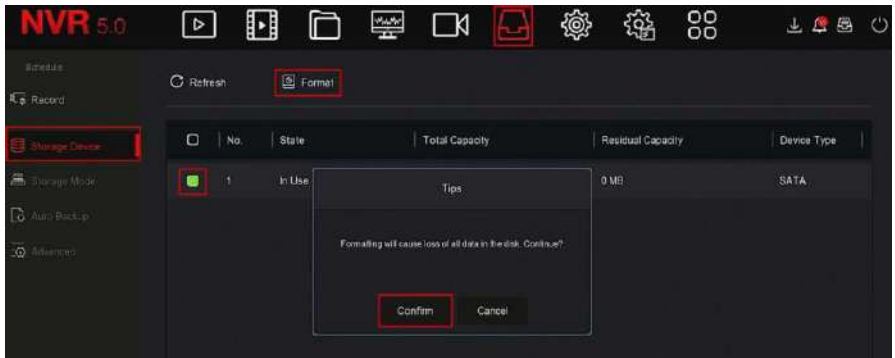 NVR 5.0
Schedule
Record
Storage Device
Storage Mode
Auto Backup
Advanced
Refresh
Format
No. State Total Capacity Residual Capacity Device Type
1 In Use 0 MB SATA
Tips
Formatting will cause loss of all data in the disk. Continue?
Confirm Cancel